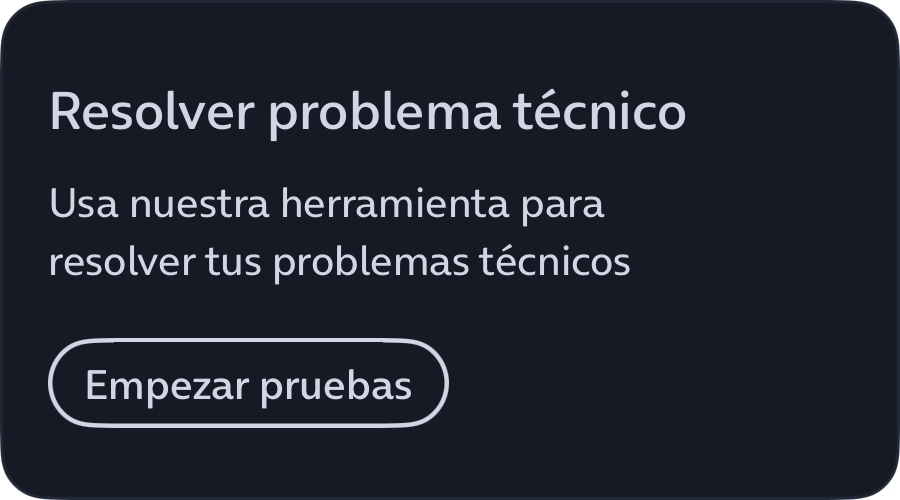 Resolver problema técnico
Usa nuestra herramienta para
resolver tus problemas técnicos
Empezar pruebas